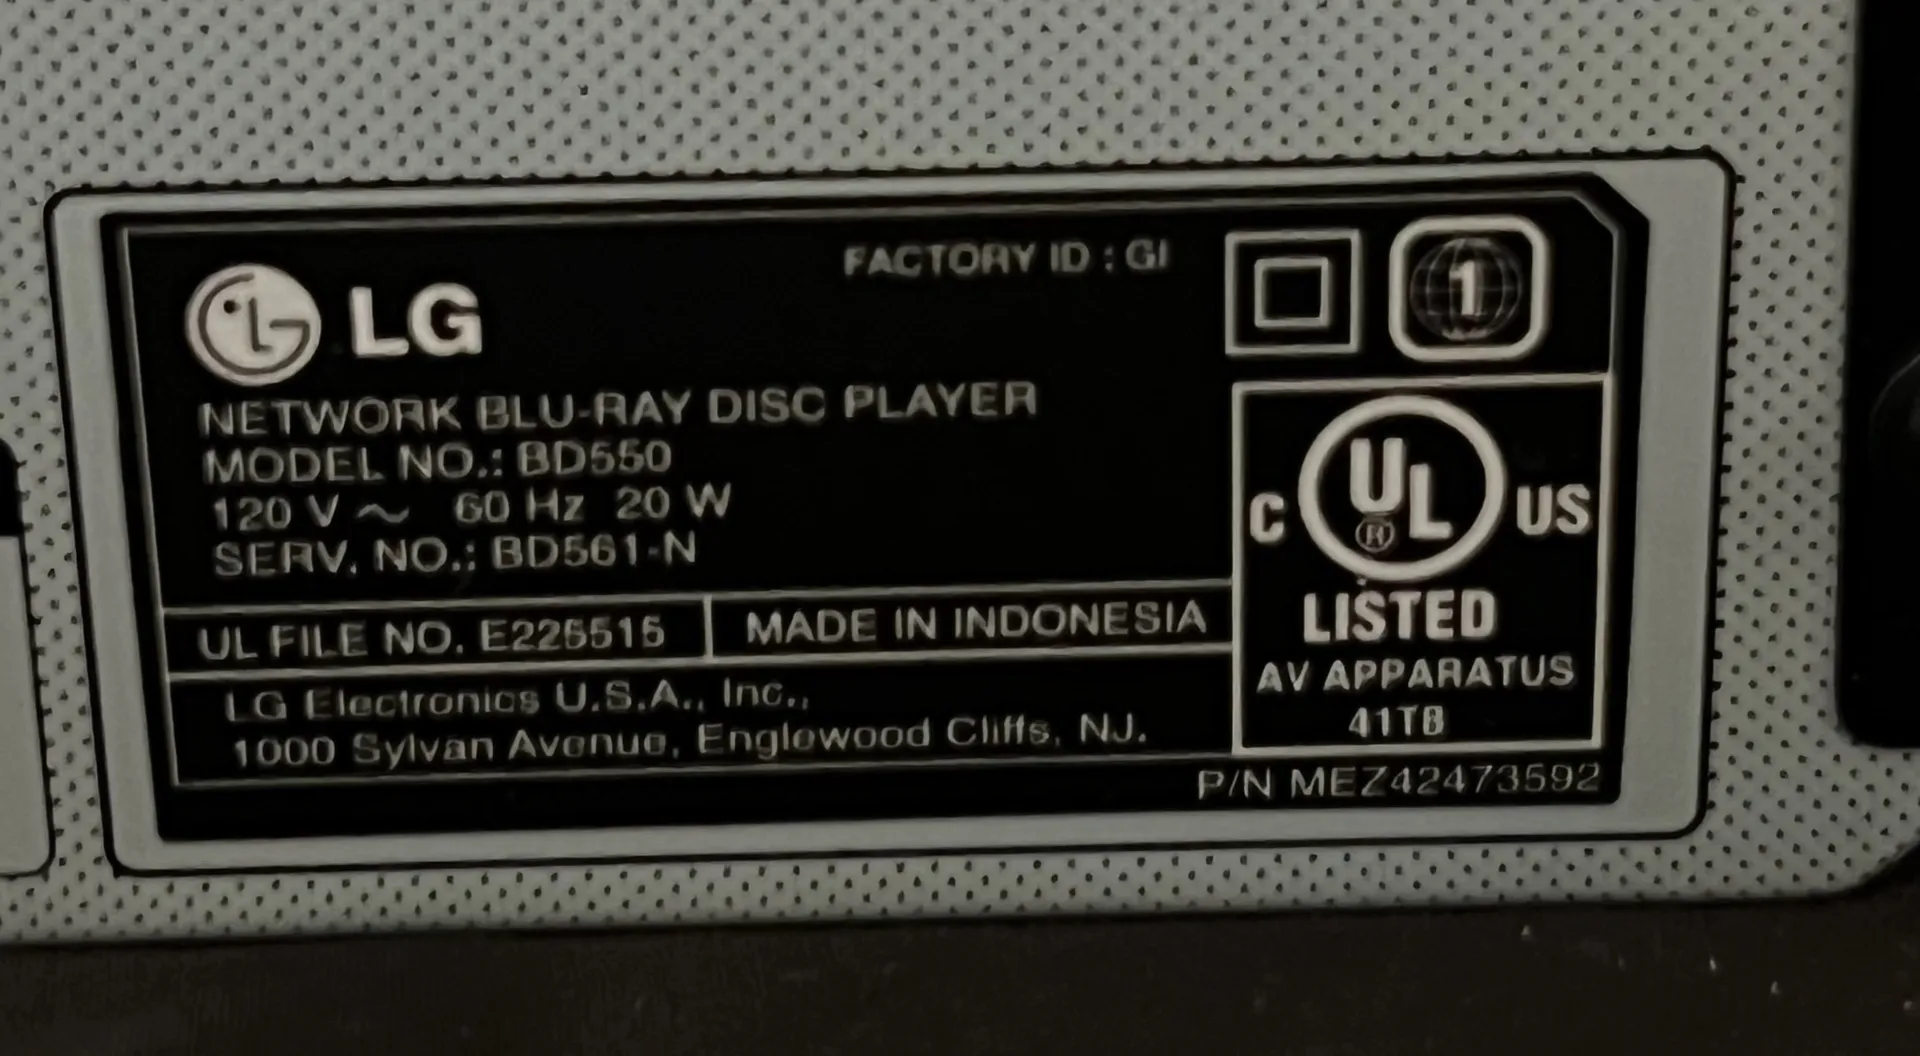 FACTORY ID : GI
1
LG
NETWORK BLU-RAY DISC PLAYER
MODEL NO.: BD550
120 V ~ 60 Hz 20 W
SERV. NO.: BD561-N
C UL ® US
LISTED
AV APPARATUS
41TB
UL FILE NO. E225515
MADE IN INDONESIA
LG Electronics U.S.A., Inc.,
1000 Sylvan Avenue, Englewood Cliffs, NJ.
P/N MEZ42473592